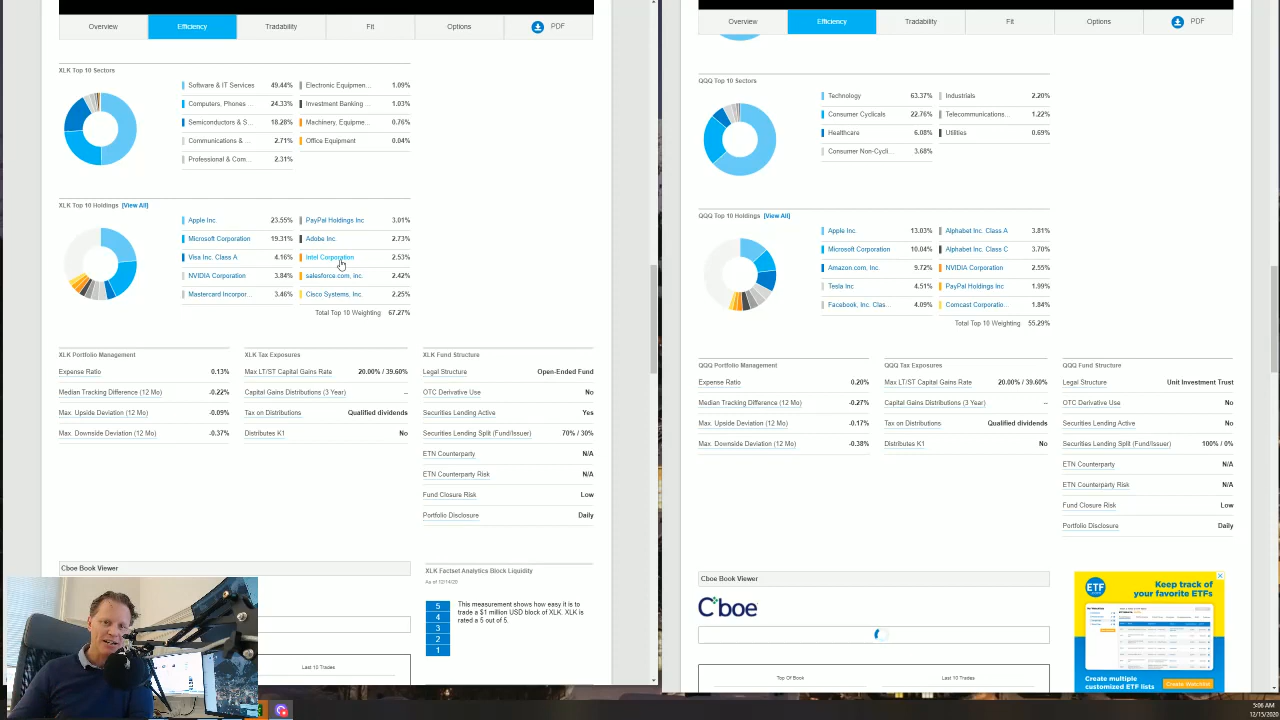 Overview Efficiency Tradability Fit Options PDF
XLK Top 10 Sectors
Software & IT Services 49.44% Electronic Equipmen... 1.09%
Computers, Phones ... 24.33% Investment Banking ... 1.03%
Semiconductors & S... 18.28% Machinery, Equipme... 0.76%
Communications & ... 2.71% Office Equipment 0.04%
Professional & Com... 2.31%
XLK Top 10 Holdings [View All]
Apple Inc. 23.55% PayPal Holdings Inc 3.01%
Microsoft Corporation 19.31% Adobe Inc. 2.73%
Visa Inc. Class A 3.84% Intel Corporation 2.53%
NVIDIA Corporation 3.84% salesforce.com, inc. 2.42%
Mastercard Incorpor... 3.46% Cisco Systems, Inc. 2.25%
Total Top 10 Weighting 67.27%
XLK Portfolio Management
Expense Ratio 0.13%
Median Tracking Difference (12 Mo) -0.22%
Max. Upside Deviation (12 Mo) -0.09%
Max. Downside Deviation (12 Mo) -0.37%
XLK Tax Exposures
Max LT/ST Capital Gains Rate 20.00% / 39.60%
Capital Gains Distributions (3 Year) --
Tax on Distributions Qualified dividends
Distributes K1 No
XLK Fund Structure
Legal Structure Open-Ended Fund
OTC Derivative Use No
Securities Lending Active Yes
Securities Lending Split (Fund/Issuer) 70% / 30%
ETN Counterparty N/A
ETN Counterparty Risk N/A
Fund Closure Risk Low
Portfolio Disclosure Daily
Cboe Book Viewer
XLK Factset Analytics Block Liquidity
As of 12/14/20
5
4
3
2
1
This measurement shows how easy it is to
trade a $1 million USD block of XLK. XLK is
rated a 5 out of 5.
Last 10 Trades
Overview Efficiency Tradability Fit Options PDF
QQQ Top 10 Sectors
Technology 63.37% Industrials 2.20%
Consumer Cyclicals 22.76% Telecommunications... 1.22%
Healthcare 6.08% Utilities 0.69%
Consumer Non-Cycli... 3.68%
QQQ Top 10 Holdings [View All]
Apple Inc. 13.03% Alphabet Inc. Class A 3.81%
Microsoft Corporation 10.04% Alphabet Inc. Class C 3.70%
Amazon.com, Inc. 9.72% NVIDIA Corporation 2.55%
Tesla Inc 4.51% PayPal Holdings Inc 1.99%
Facebook, Inc. Clas... 4.09% Comcast Corporatio... 1.84%
Total Top 10 Weighting 55.29%
QQQ Portfolio Management
Expense Ratio 0.20%
Median Tracking Difference (12 Mo) -0.27%
Max. Upside Deviation (12 Mo) -0.17%
Max. Downside Deviation (12 Mo) -0.38%
QQQ Tax Exposures
Max LT/ST Capital Gains Rate 20.00% / 39.60%
Capital Gains Distributions (3 Year) --
Tax on Distributions Qualified dividends
Distributes K1 No
QQQ Fund Structure
Legal Structure Unit Investment Trust
OTC Derivative Use No
Securities Lending Active No
Securities Lending Split (Fund/Issuer) 100% / 0%
ETN Counterparty N/A
ETN Counterparty Risk N/A
Fund Closure Risk Low
Portfolio Disclosure Daily
Cboe Book Viewer
Cboe
Top Of Book Last 10 Trades
ETF
Keep track of
your favorite ETFs
Create multiple
customized ETF lists
Create Watchlist
5:06 AM
12/15/2020